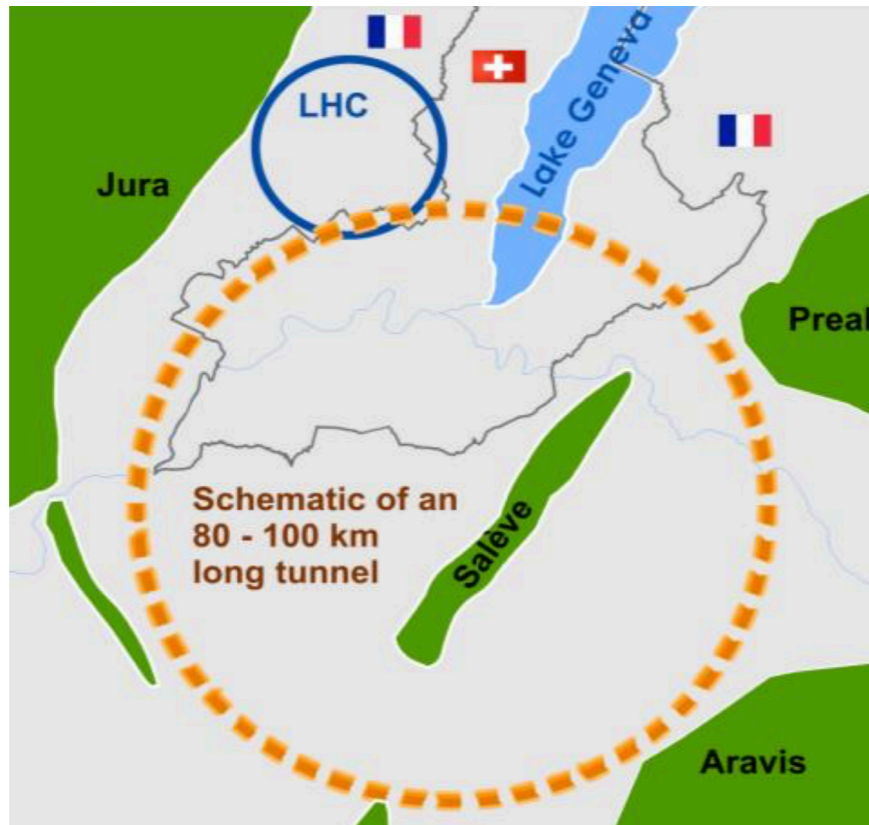 LHC
Lake Geneva
Jura
Preal
Schematic of an
80 - 100 km
long tunnel
Salève
Aravis